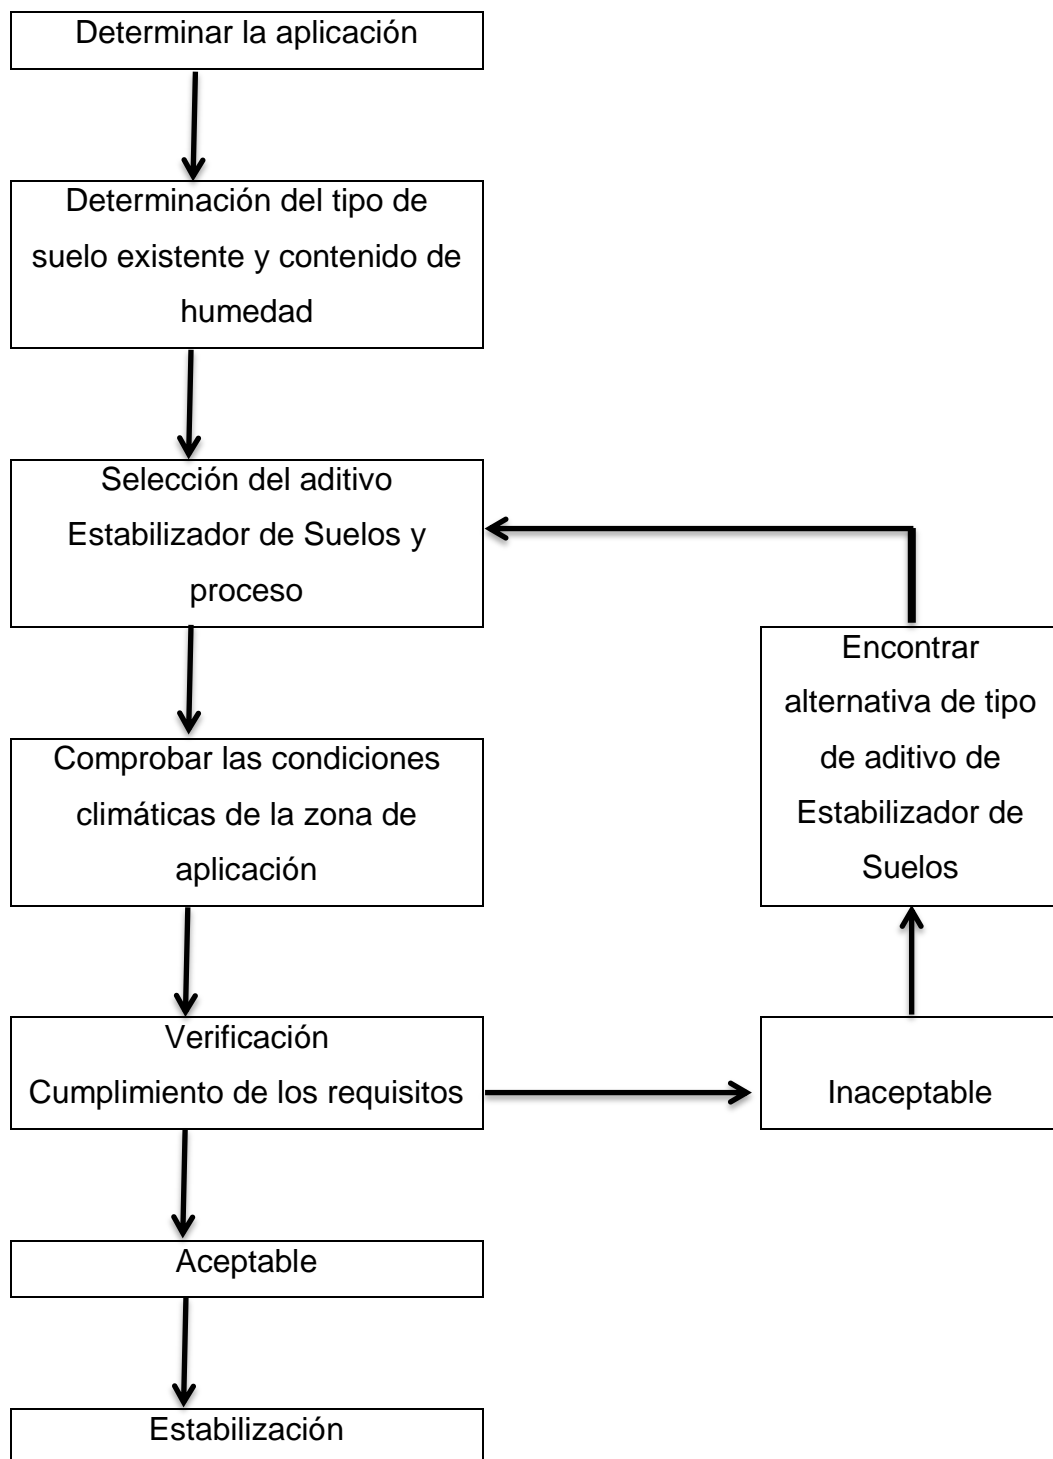 Determinar la aplicación
Determinación del tipo de
suelo existente y contenido de
humedad
Selección del aditivo
Estabilizador de Suelos y
proceso
Comprobar las condiciones
climáticas de la zona de
aplicación
Verificación
Cumplimiento de los requisitos
Aceptable
Estabilización
Inaceptable
Encontrar
alternativa de tipo
de aditivo de
Estabilizador de
Suelos